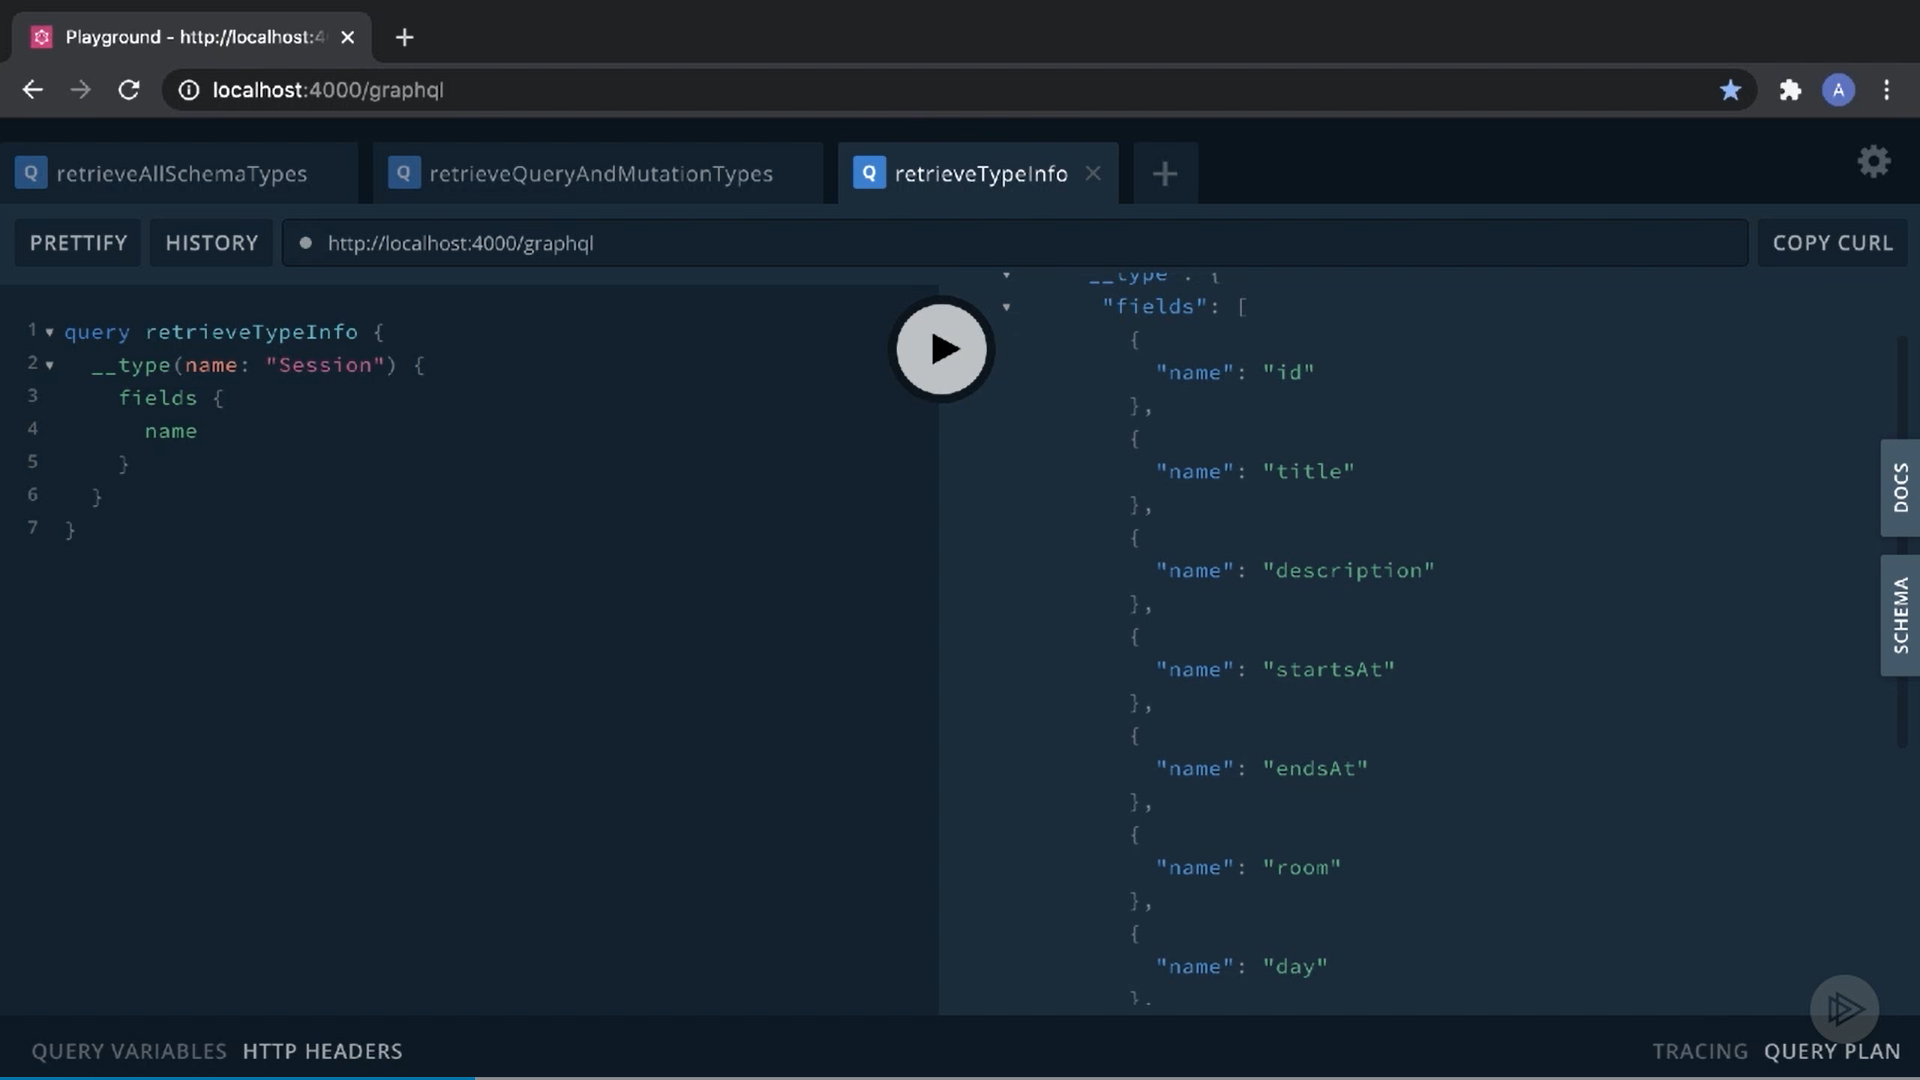 Playground - http://localhost:4
localhost:4000/graphql
A
Q retrieveAllSchemaTypes
Q retrieveQueryAndMutationTypes
Q retrieveTypeInfo
PRETTIFY
HISTORY
http://localhost:4000/graphql
COPY CURL
1 query retrieveTypeInfo {
2 __type(name: "Session") {
3 fields {
4 name
5 }
6 }
7 }
__type": {
"fields": [
{
"name": "id"
},
{
"name": "title"
},
{
"name": "description"
},
{
"name": "startsAt"
},
{
"name": "endsAt"
},
{
"name": "room"
},
{
"name": "day"
},
DOCS
SCHEMA
QUERY VARIABLES HTTP HEADERS
TRACING QUERY PLAN